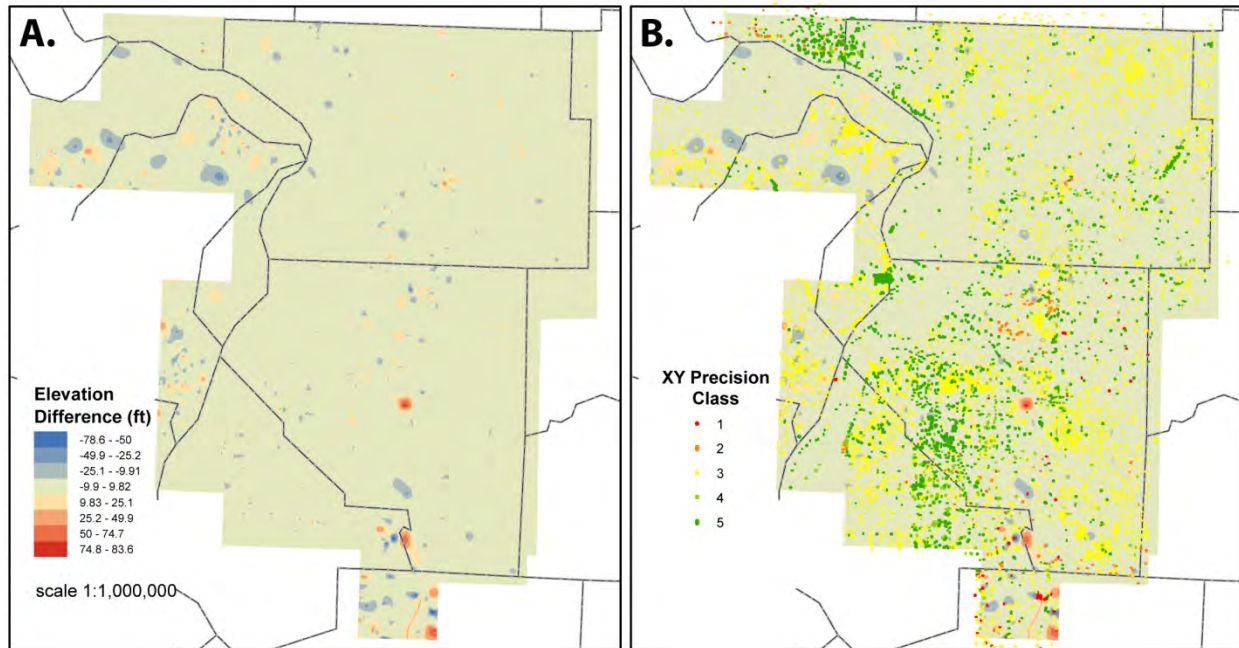 A.
Elevation
Difference (ft)
-78.6 - -50
-49.9 - -25.2
-25.1 - -9.91
-9.9 - 9.82
9.83 - 25.1
25.2 - 49.9
50 - 74.7
74.8 - 83.6
scale 1:1,000,000
B.
XY Precision
Class
1
2
3
4
5